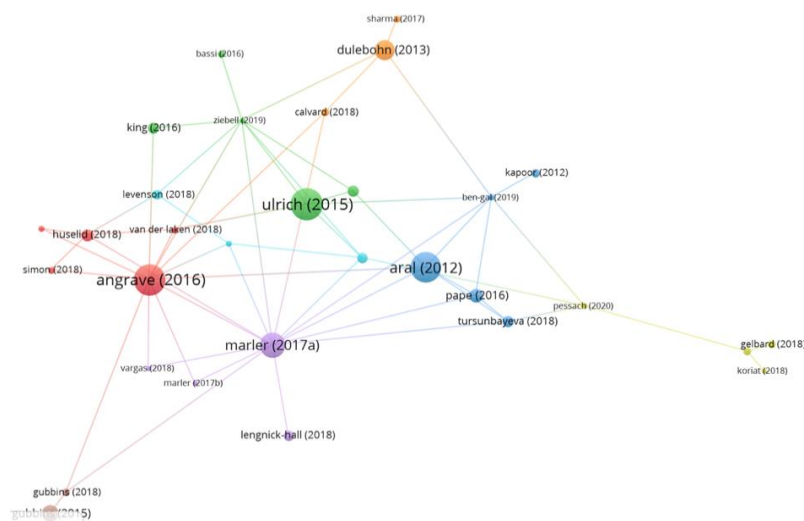 sharma (2017)
dulebohn (2013)
bassi (2016)
calvard (2018)
ziebell (2019)
king (2016)
kapoor (2012)
levenson (2018)
ben-gal (2019)
ulrich (2015)
van der laken (2018)
huselid (2018)
simon (2018)
angrave (2016)
aral (2012)
pape (2016)
pessach (2020)
tursunbayeva (2018)
marler (2017a)
gelbard (2018)
vargas (2018)
koriat (2018)
marler (2017b)
lengnick-hall (2018)
gubbins (2018)
gubbins (2015)